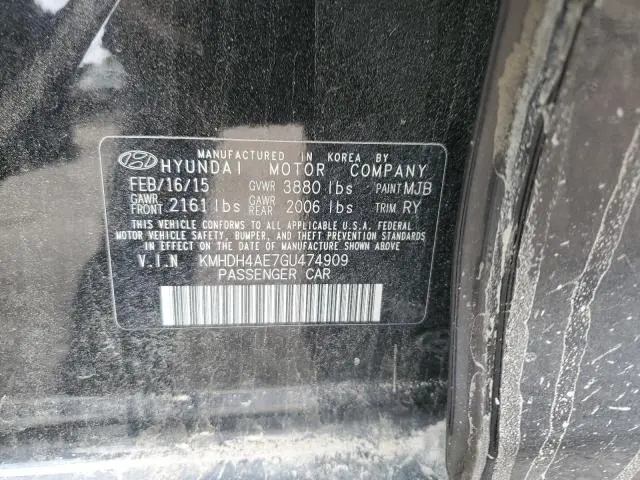 MANUFACTURED IN KOREA BY
HYUNDAI MOTOR COMPANY
FEB/16/15 GVWR 3880 lbs PAINT MJB
GAWR FRONT 2161 lbs GAWR REAR 2006 lbs TRIM RY
THIS VEHICLE CONFORMS TO ALL APPLICABLE U.S.A. FEDERAL
MOTOR VEHICLE SAFETY, BUMPER, AND THEFT PREVENTION STANDARDS
IN EFFECT ON THE DATE OF MANUFACTURE SHOWN ABOVE.
V.I.N KMHDH4AE7GU474909
PASSENGER CAR